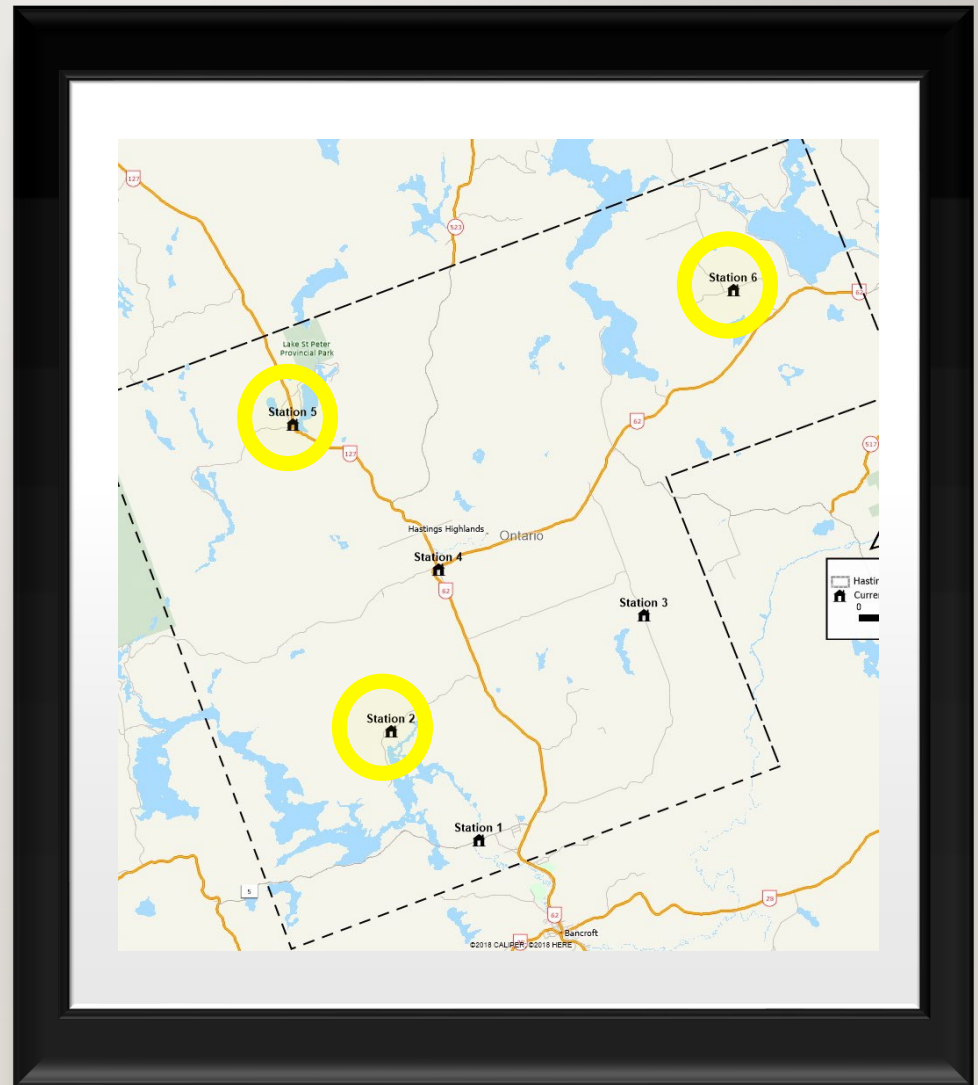 127
523
Station 6
62
Lake St Peter
Provincial Park
Station 5
62
517
127
Hastings Highlands
Ontario
Station 4
62
Hastin
Curre
0
Station 3
Station 2
Station 1
5
28
62
Bancroft
©2018 CALIPER; ©2018 HERE